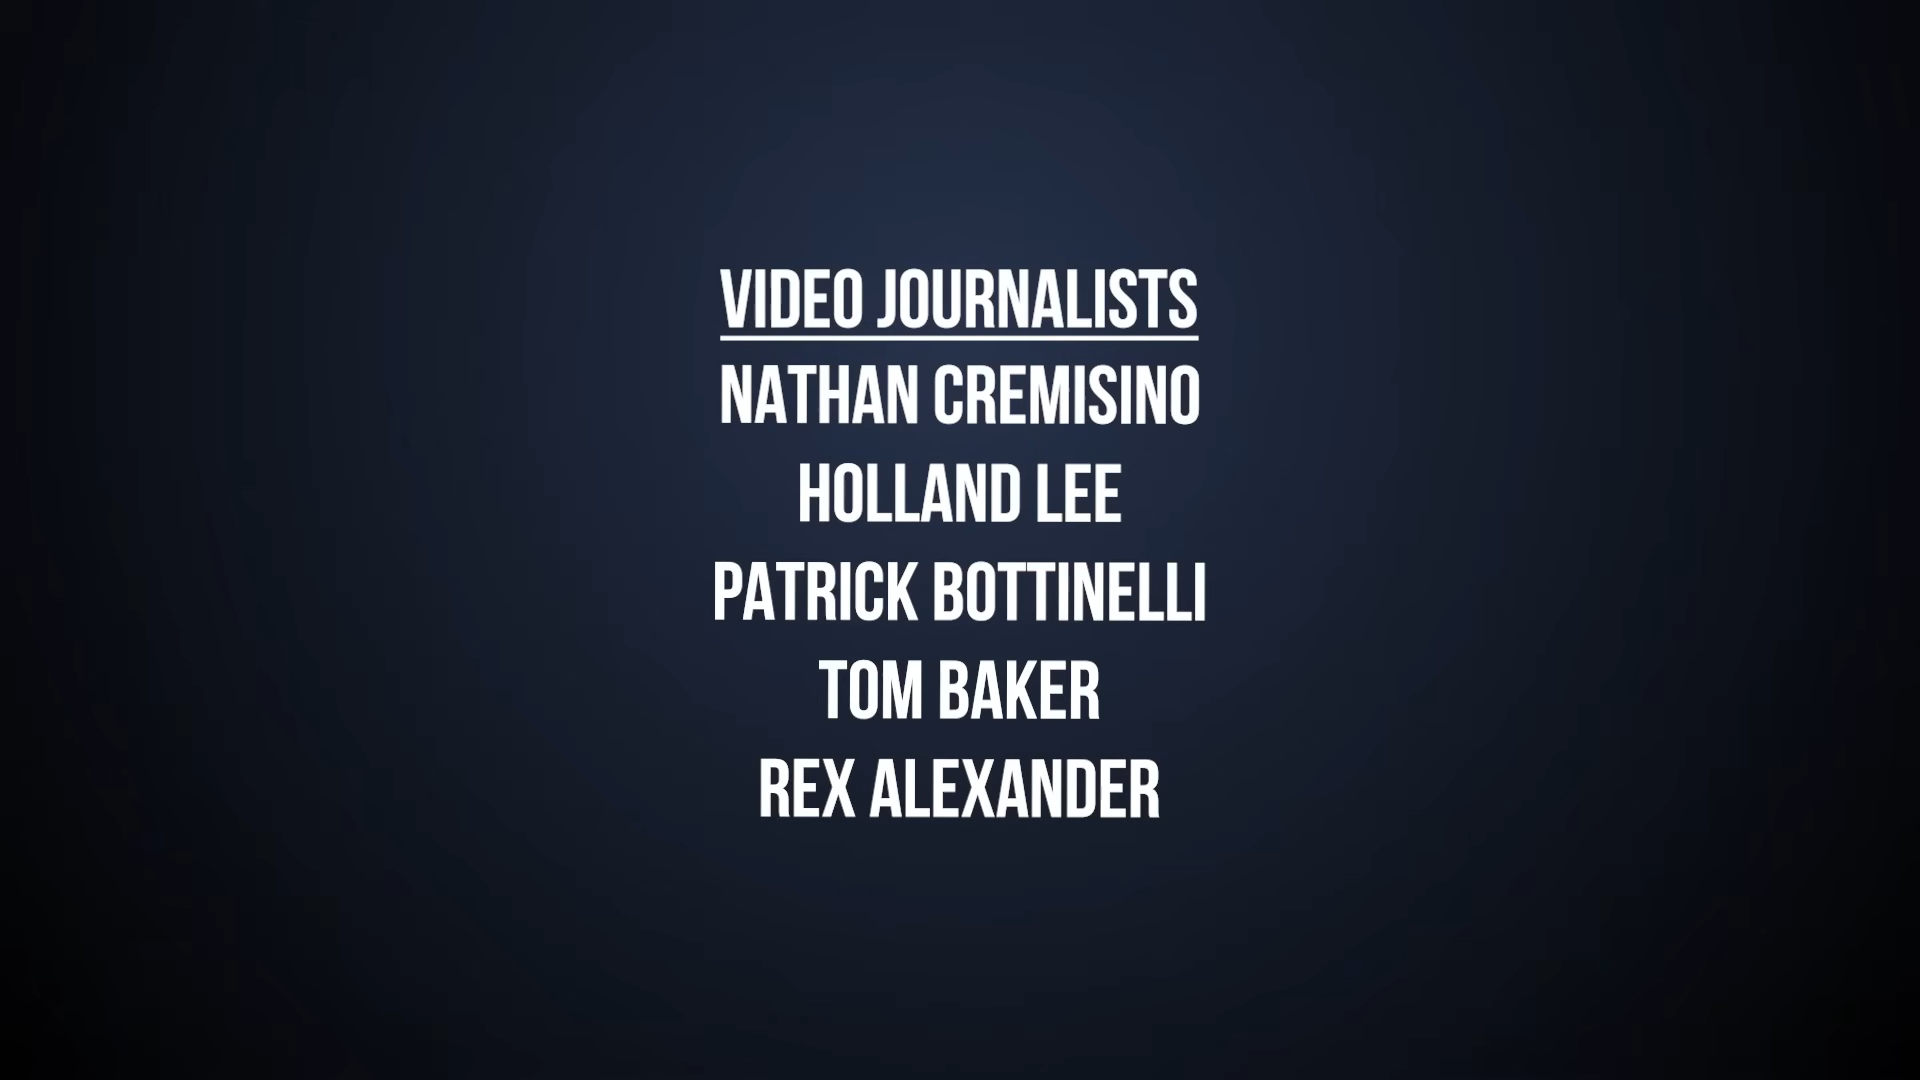 VIDEO JOURNALISTS
NATHAN CREMISINO
HOLLAND LEE
PATRICK BOTTINELLI
TOM BAKER
REX ALEXANDER